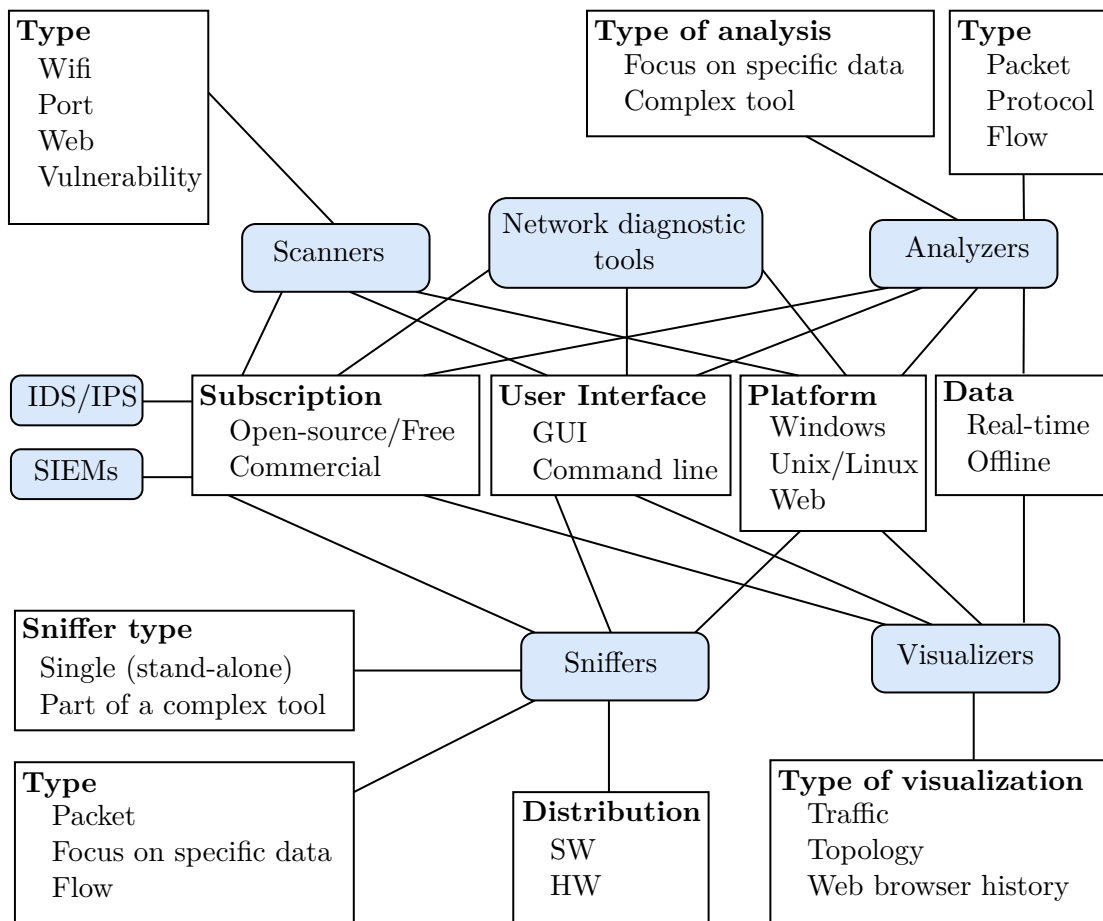 Type
Wifi
Port
Web
Vulnerability
Type of analysis
Focus on specific data
Complex tool
Type
Packet
Protocol
Flow
Scanners
Network diagnostic
tools
Analyzers
IDS/IPS
SIEMs
Subscription
Open-source/Free
Commercial
User Interface
GUI
Command line
Platform
Windows
Unix/Linux
Web
Data
Real-time
Offline
Sniffer type
Single (stand-alone)
Part of a complex tool
Sniffers
Visualizers
Type
Packet
Focus on specific data
Flow
Distribution
SW
HW
Type of visualization
Traffic
Topology
Web browser history